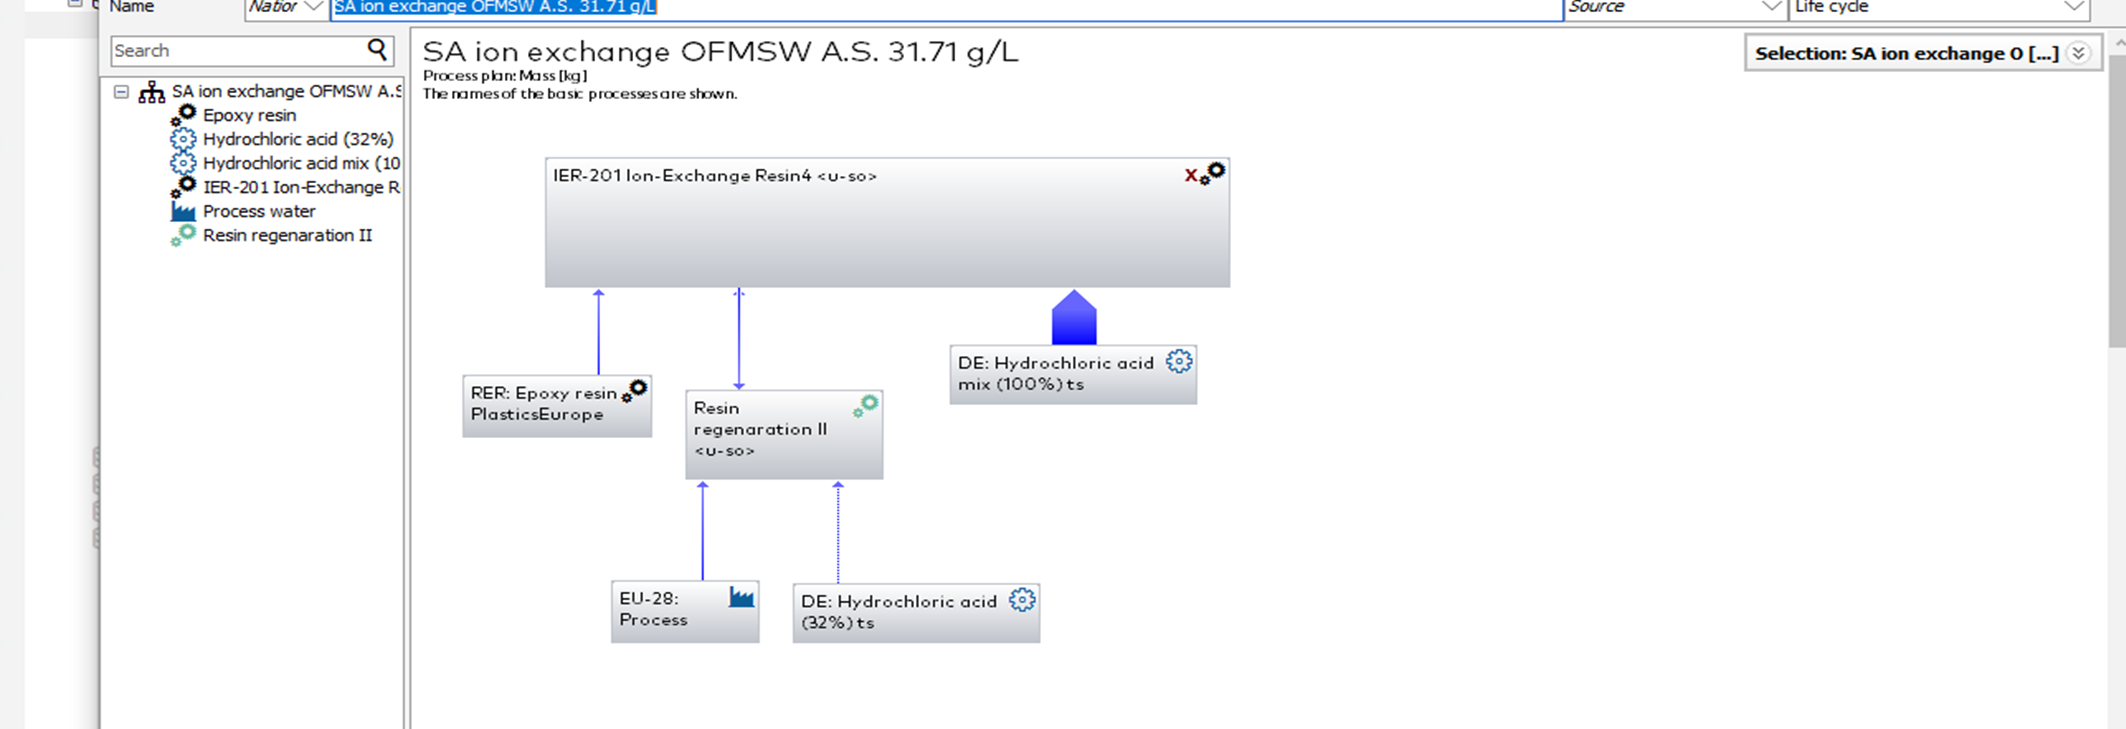 Name
Nation
SA ion exchange OFMSW A.S. 31.71 g/L
Source
Life cycle
Search
SA ion exchange OFMSW A.S
Epoxy resin
Hydrochloric acid (32%)
Hydrochloric acid mix (10
IER-201 Ion-Exchange R
Process water
Resin regenaration II
SA ion exchange OFMSW A.S. 31.71 g/L
Process plan: Mass [kg]
The names of the basic processes are shown.
Selection: SA ion exchange O [...]
IER-201 Ion-Exchange Resin4 <u-so>
X
RER: Epoxy resin
PlasticsEurope
Resin
regenaration II
<u-so>
DE: Hydrochloric acid
mix (100%) ts
EU-28:
Process
DE: Hydrochloric acid
(32%) ts